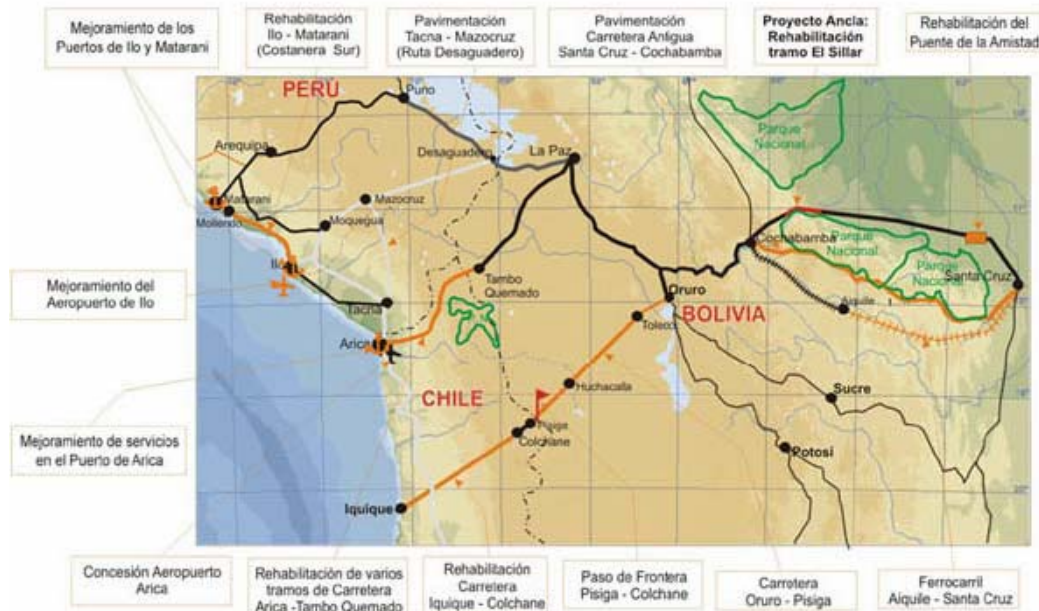 Mejoramiento de los
Puertos de Ilo y Matarani
Rehabilitación
Ilo - Matarani
(Costanera Sur)
Pavimentación
Tacna - Mazocruz
(Ruta Desaguadero)
Pavimentación
Carretera Antigua
Santa Cruz - Cochabamba
Proyecto Ancla:
Rehabilitación
tramo El Sillar
Rehabilitación del
Puente de la Amistad
PERÚ
Puno
Parque
Nacional
Arequipa
Desaguadero
La Paz
Matarani
Mazocruz
Mollendo
Moquegua
Cochabamba
Parque
Nacional
Parque
Nacional
Santa Cruz
Tambo
Quemado
Mejoramiento del
Aeropuerto de Ilo
Oruro
Tacna
Toledo
BOLIVIA
Aiquile
Arica
Huchacalla
Sucre
CHILE
Pisiga
Colchane
Mejoramiento de servicios
en el Puerto de Arica
Potosí
Iquique
Concesión Aeropuerto
Arica
Rehabilitación de varios
tramos de Carretera
Arica -Tambo Quemado
Rehabilitación
Carretera
Iquique - Colchane
Paso de Frontera
Pisiga - Colchane
Carrotera
Oruro - Pisiga
Ferrocarril
Aiquile - Santa Cruz